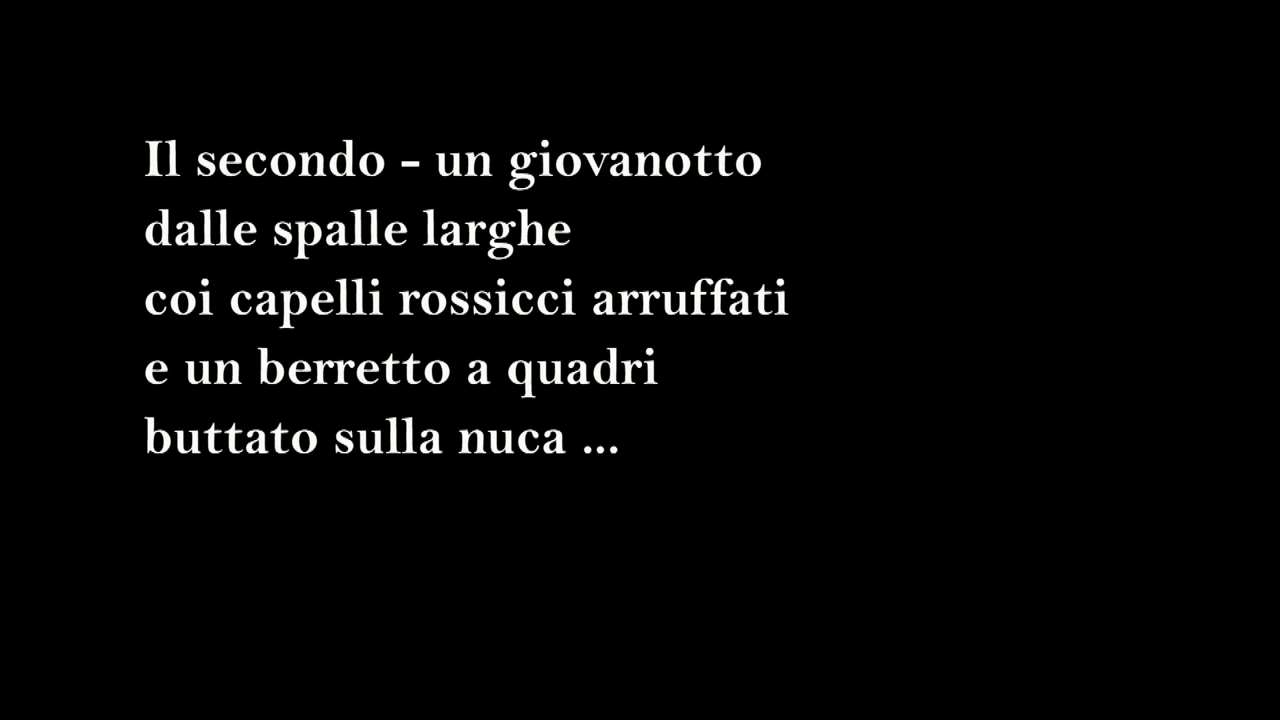 Il secondo - un giovanotto
dalle spalle larghe
coi capelli rossicci arruffati
e un berretto a quadri
buttato sulla nuca ...